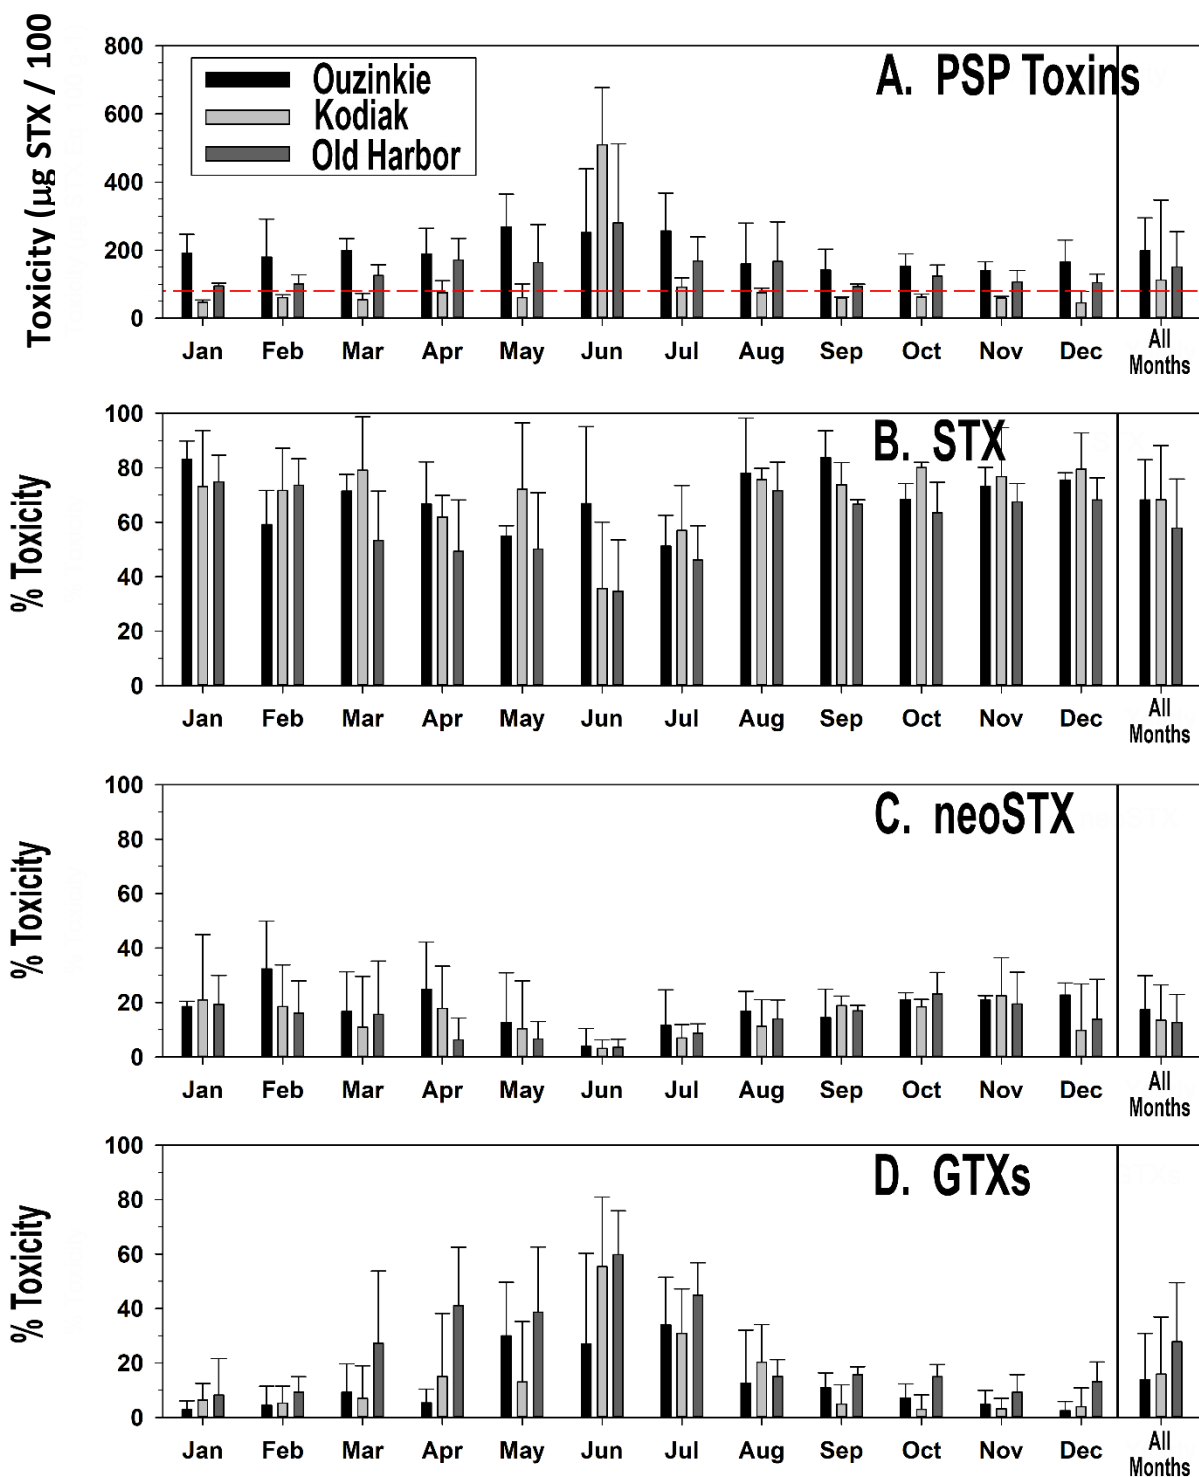 Toxicity (µg STX / 100
800
600
400
200
0
Ouzinkie
Kodiak
Old Harbor
A. PSP Toxins
Jan Feb Mar Apr May Jun Jul Aug Sep Oct Nov Dec All Months
% Toxicity
100
80
60
40
20
0
B. STX
Jan Feb Mar Apr May Jun Jul Aug Sep Oct Nov Dec All Months
% Toxicity
100
80
60
40
20
0
C. neoSTX
Jan Feb Mar Apr May Jun Jul Aug Sep Oct Nov Dec All Months
% Toxicity
100
80
60
40
20
0
D. GTXs
Jan Feb Mar Apr May Jun Jul Aug Sep Oct Nov Dec All Months